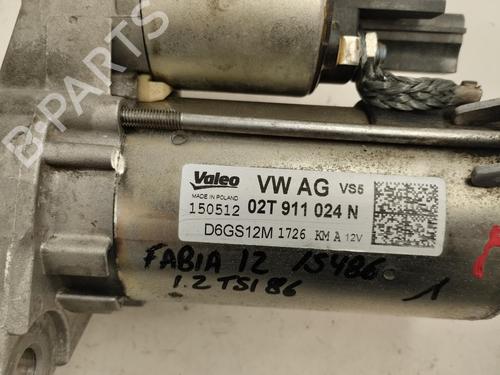 B-PARTS
Valeo VW AG VS5
MADE IN POLAND
150512 02T 911 024 N
D6GS12M 1726 KM A 12V
FABIA 12 15486
1.2 TSI 86
1